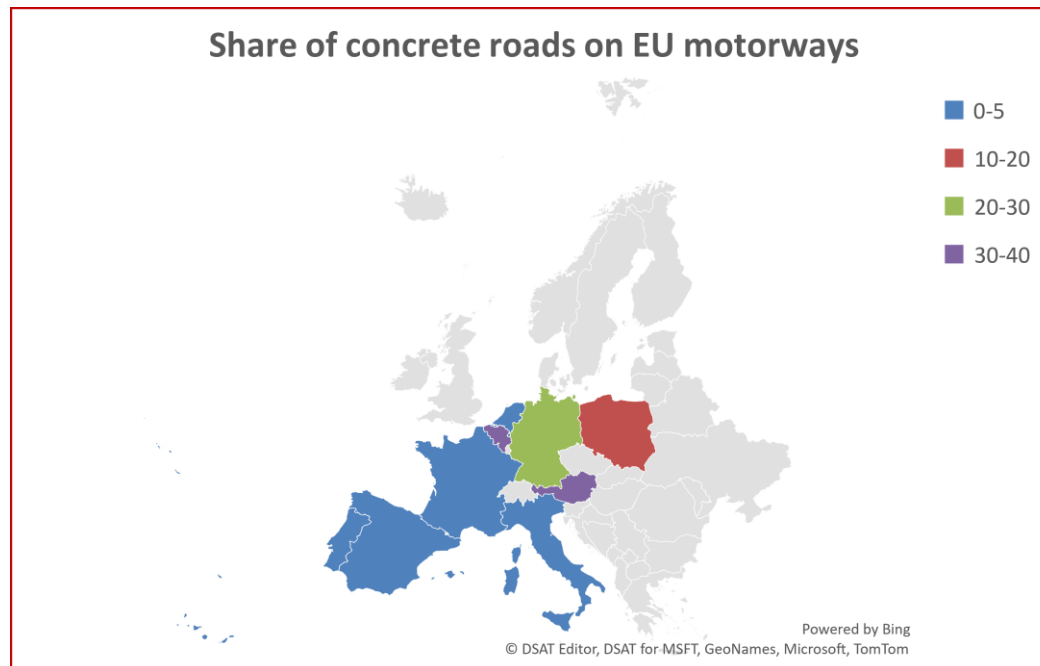 Share of concrete roads on EU motorways
0-5
10-20
20-30
30-40
Powered by Bing
© DSAT Editor, DSAT for MSFT, GeoNames, Microsoft, TomTom